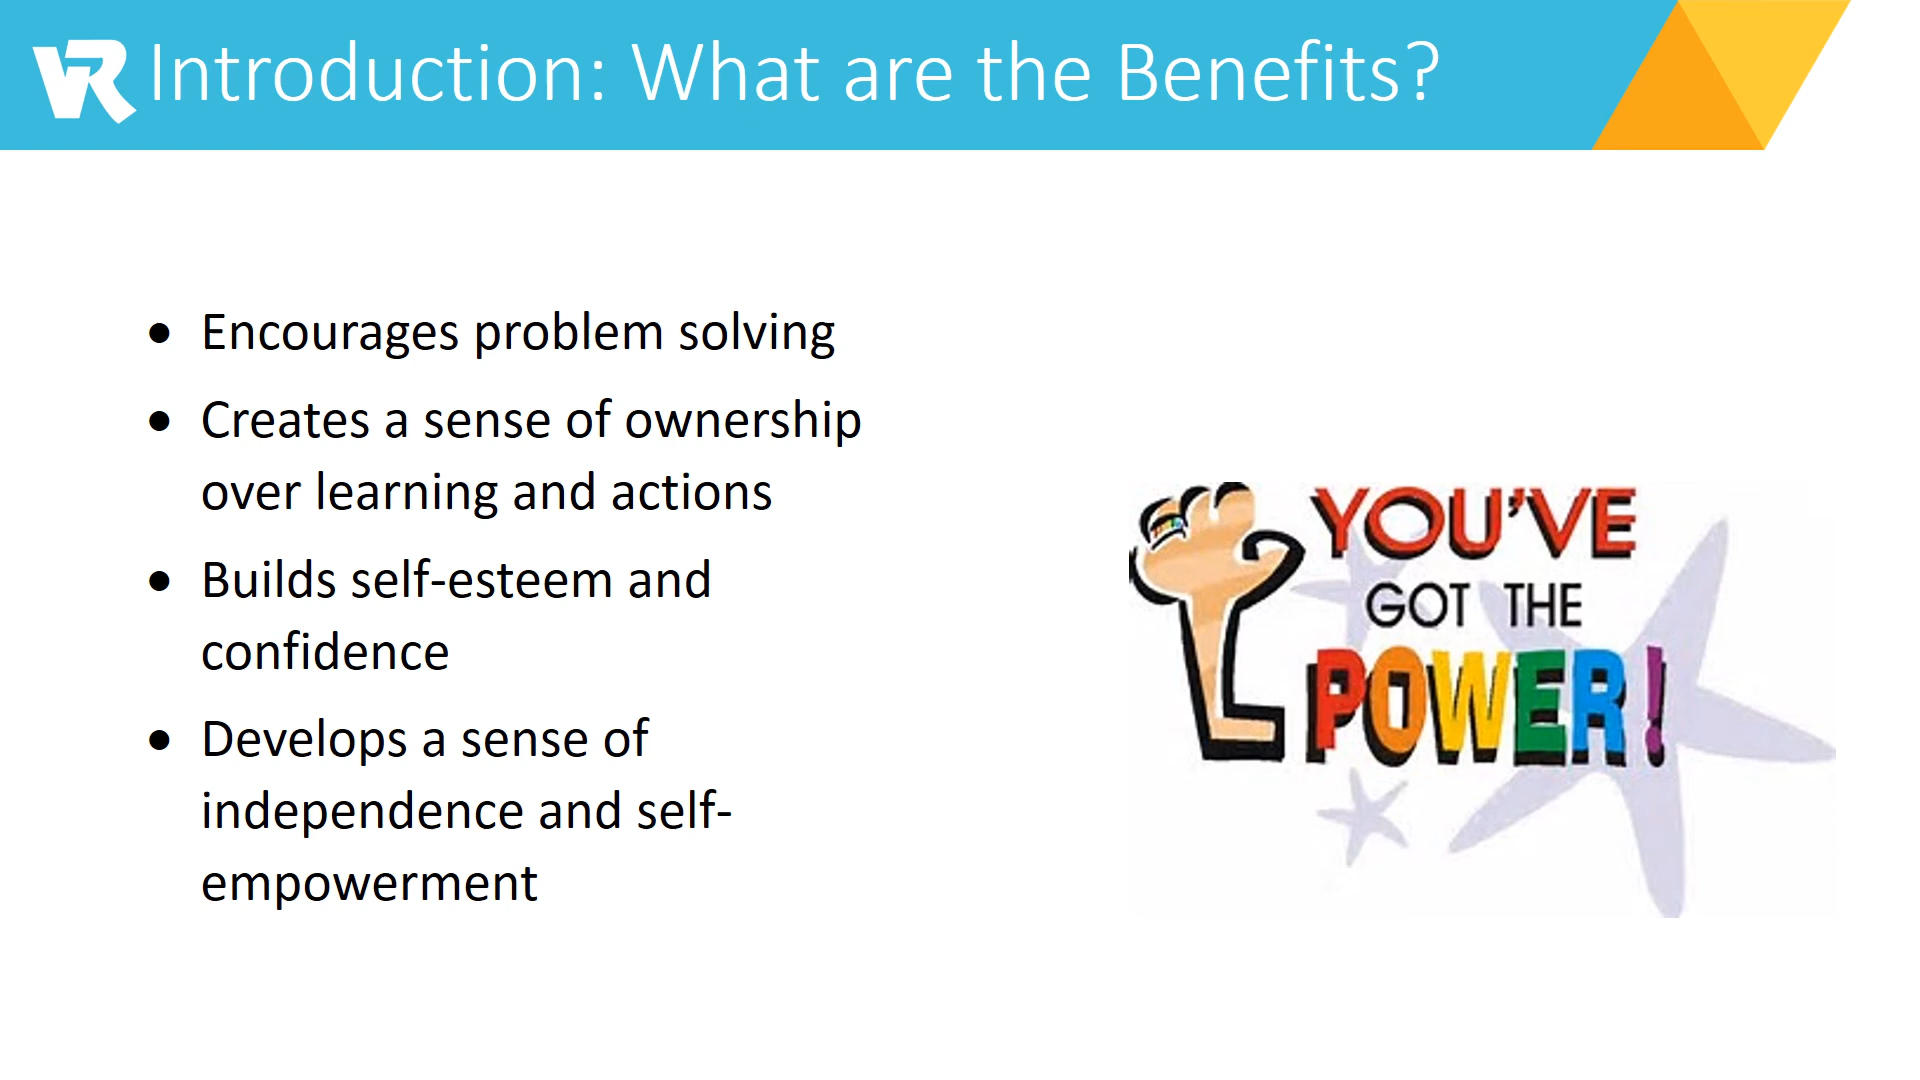 VR Introduction: What are the Benefits?
• Encourages problem solving
• Creates a sense of ownership
over learning and actions
• Builds self-esteem and
confidence
• Develops a sense of
independence and self-
empowerment
YOU'VE
GOT THE
POWER!